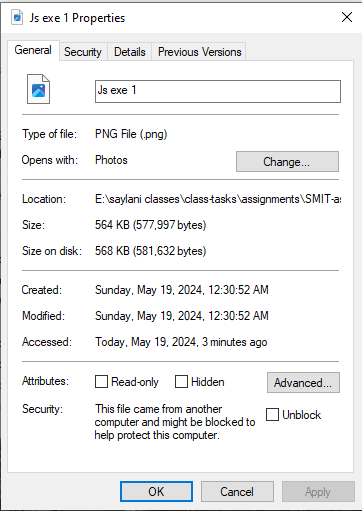 Js exe 1 Properties
General Security Details Previous Versions
Js exe 1
Type of file: PNG File (.png)
Opens with: Photos Change...
Location: E:\saylani classes\class-tasks\assignments\SMIT-as
Size: 564 KB (577,997 bytes)
Size on disk: 568 KB (581,632 bytes)
Created: Sunday, May 19, 2024, 12:30:52 AM
Modified: Sunday, May 19, 2024, 12:30:52 AM
Accessed: Today, May 19, 2024, 3 minutes ago
Attributes: Read-only Hidden Advanced...
Security: This file came from another
computer and might be blocked to
help protect this computer.
Unblock
OK Cancel Apply